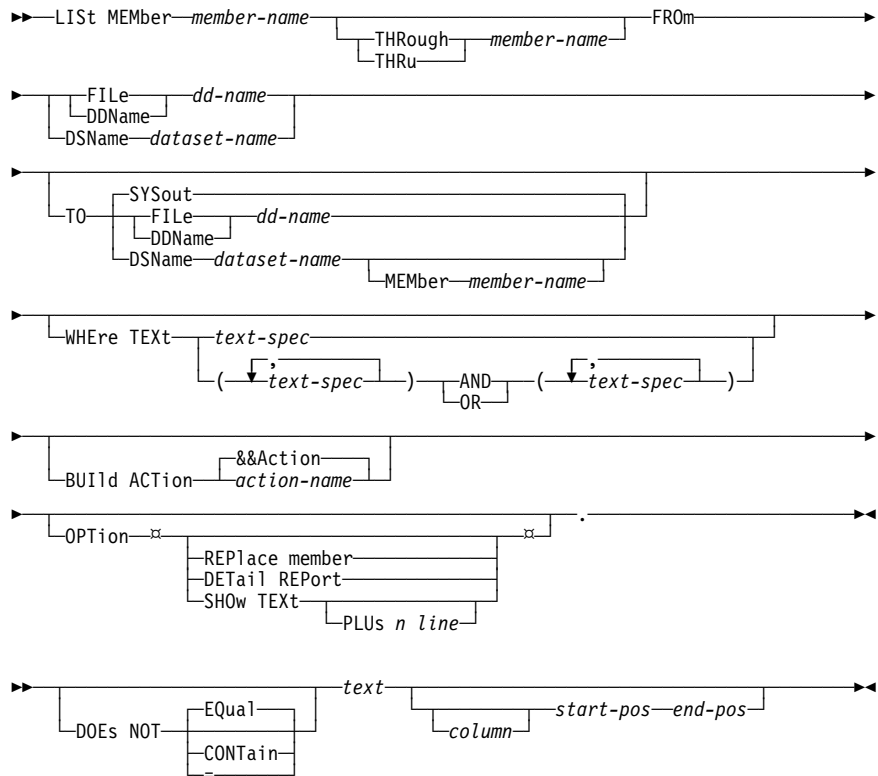 LISt MEMber member-name FROm
THRough member-name
THRu
FILe dd-name
DDName
DSName dataset-name
SYSout
TO FILe dd-name
DDName
DSName dataset-name
MEMber member-name
WHEre TEXt text-spec
, ,
( text-spec ) AND ( text-spec )
OR
&&Action
BUIld ACTion action-name
.
OPTion ¤ ¤
REPlace member
DETail REPort
SHOw TEXt
PLUs n line
text
EQual start-pos end-pos
DOEs NOT column
CONTain